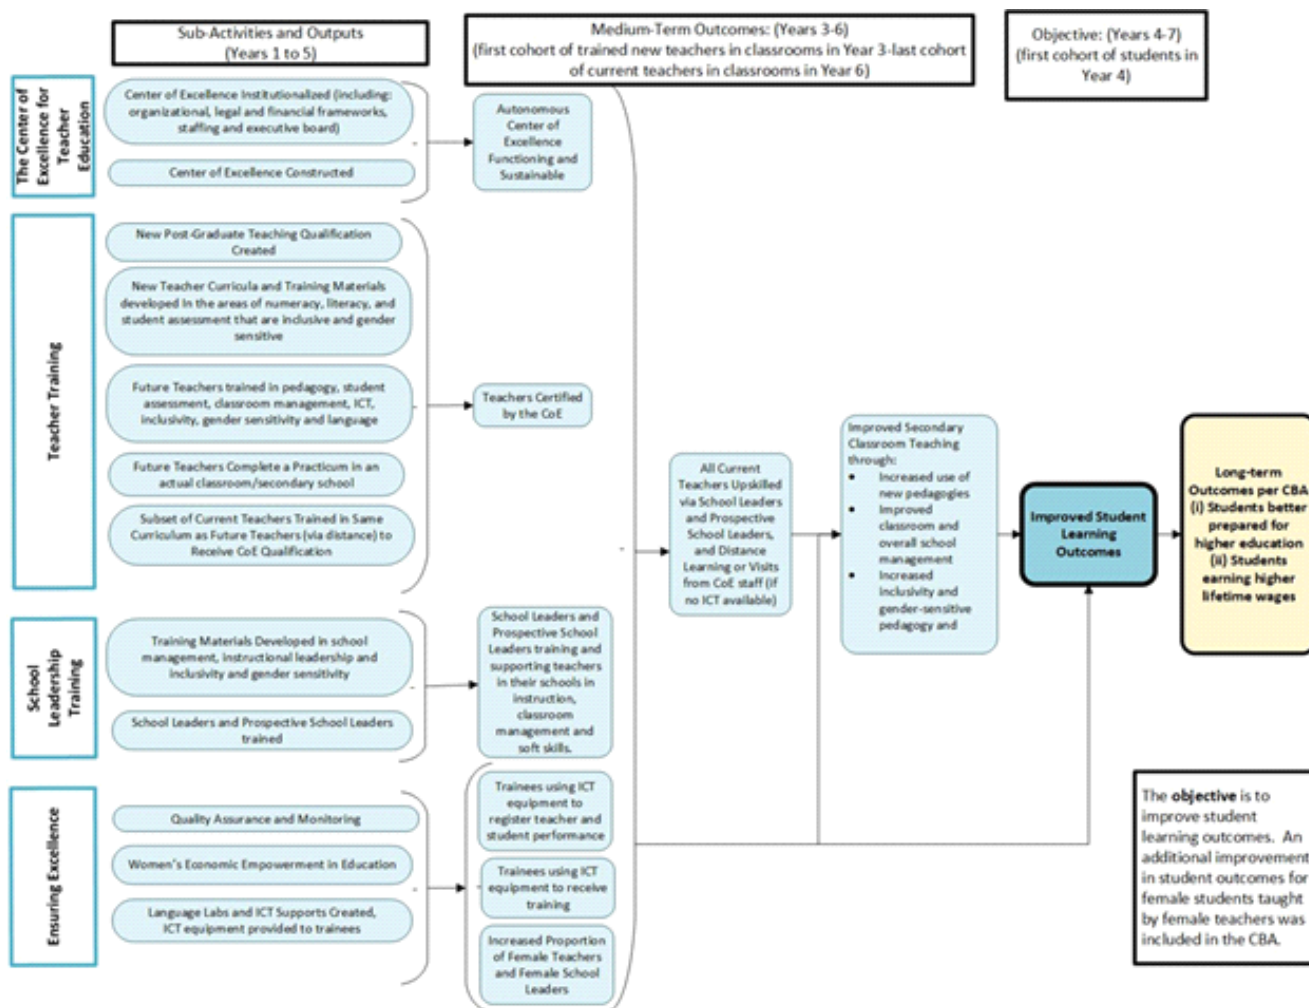 Sub-Activities and Outputs
(Years 1 to 5)
Medium-Term Outcomes: (Years 3-6)
(first cohort of trained new teachers in classrooms in Year 3-last cohort
of current teachers in classrooms in Year 6)
Objective: (Years 4-7)
(first cohort of students in
Year 4)
The Center of
Excellence for
Teacher
Education
Center of Excellence Institutionalized (including:
organizational, legal and financial frameworks,
staffing and executive board)
Center of Excellence Constructed
Autonomous
Center of
Excellence
Functioning and
Sustainable
Teacher Training
New Post-Graduate Teaching Qualification
Created
New Teacher Curricula and Training Materials
developed In the areas of numeracy, literacy, and
student assessment that are inclusive and gender
sensitive
Future Teachers trained in pedagogy, student
assessment, classroom management, ICT,
inclusivity, gender sensitivity and language
Future Teachers Complete a Practicum in an
actual classroom/secondary school
Subset of Current Teachers Trained in Same
Curriculum as Future Teachers (via distance) to
Receive CoE Qualification
Teachers Certified
by the CoE
School
Leadership
Training
Training Materials Developed in school
management, instructional leadership and
inclusivity and gender sensitivity
School Leaders and Prospective School Leaders
trained
School Leaders and
Prospective School
Leaders training and
supporting teachers
in their schools in
instruction,
classroom
management and
soft skills.
Ensuring Excellence
Quality Assurance and Monitoring
Women's Economic Empowerment in Education
Language Labs and ICT Supports Created,
ICT equipment provided to trainees
Trainees using ICT
equipment to
register teacher and
student performance
Trainees using ICT
equipment to receive
training
Increased Proportion
of Female Teachers
and Female School
Leaders
All Current
Teachers Upskilled
via School Leaders
and Prospective
School Leaders,
and Distance
Learning or Visits
from CoE staff (if
no ICT available)
Improved Secondary
Classroom Teaching
through:
• Increased use of
new pedagogies
• Improved
classroom and
overall school
management
• Increased
inclusivity and
gender-sensitive
pedagogy and
Improved Student
Learning
Outcomes
Long-term
Outcomes per CBA
(i) Students better
prepared for
higher education
(ii) Students
earning higher
lifetime wages
The objective is to
improve student
learning outcomes. An
additional improvement
in student outcomes for
female students taught
by female teachers was
included in the CBA.